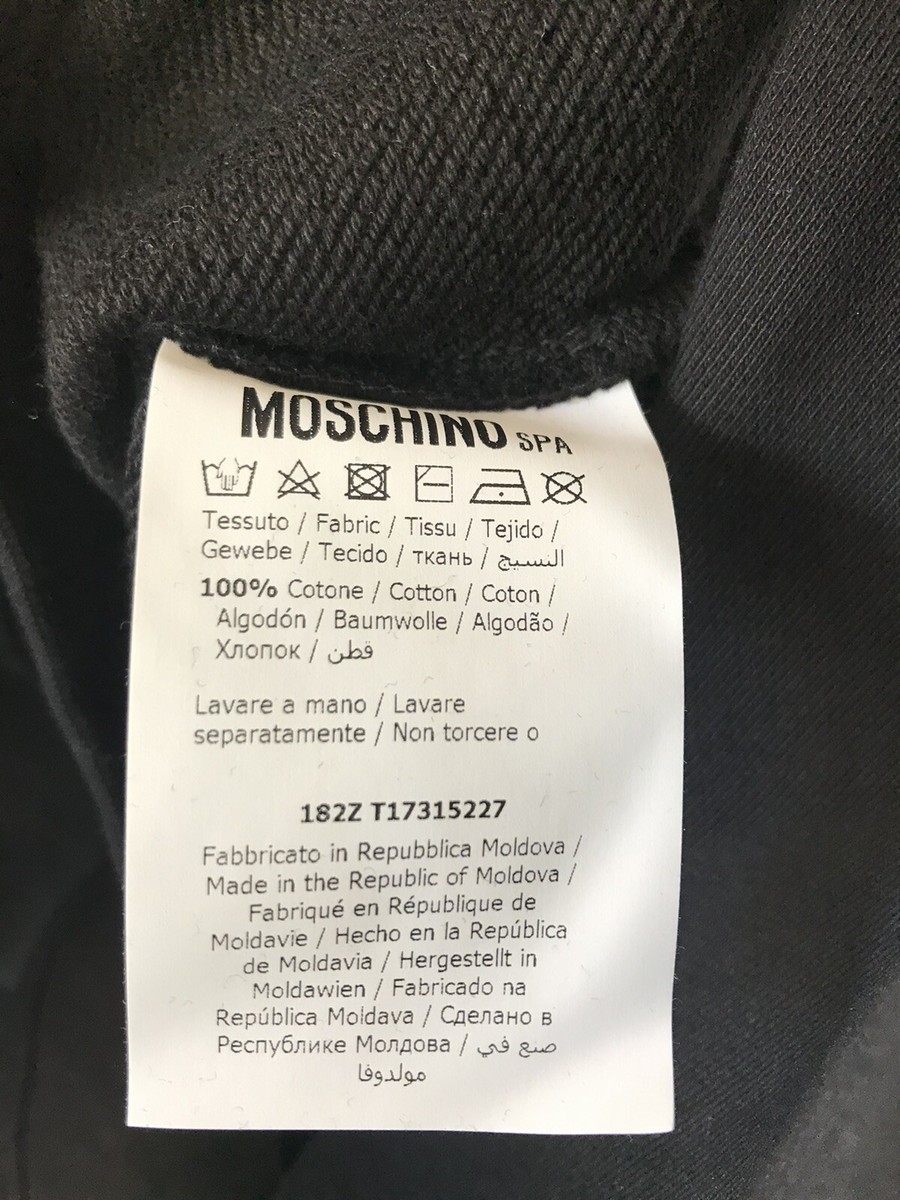 MOSCHINO SPA
Tessuto / Fabric / Tissu / Tejido /
Gewebe / Tecido / ткань / النسيج
100% Cotone / Cotton / Coton /
Algodón / Baumwolle / Algodão /
Хлопок / قطن
Lavare a mano / Lavare
separatamente / Non torcere o
182Z T17315227
Fabbricato in Repubblica Moldova /
Made in the Republic of Moldova /
Fabriqué en République de
Moldavie / Hecho en la República
de Moldavia / Hergestellt in
Moldawien / Fabricado na
República Moldava / Сделано в
Республике Молдова / صنع في
مولدوفا